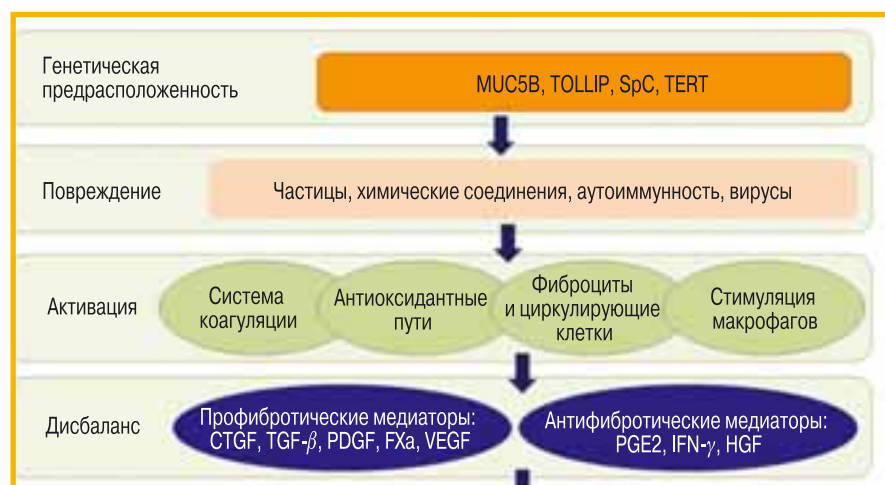 Генетическая
предрасположенность
MUC5B, TOLLIP, SpC, TERT
Повреждение
Частицы, химические соединения, аутоиммунность, вирусы
Активация
Система
коагуляции
Антиоксидантные
пути
Фиброциты
и циркулирующие
клетки
Стимуляция
макрофагов
Дисбаланс
Профибротические медиаторы:
CTGF, TGF-β, PDGF, FXa, VEGF
Антифибротические медиаторы:
PGE2, IFN-γ, HGF